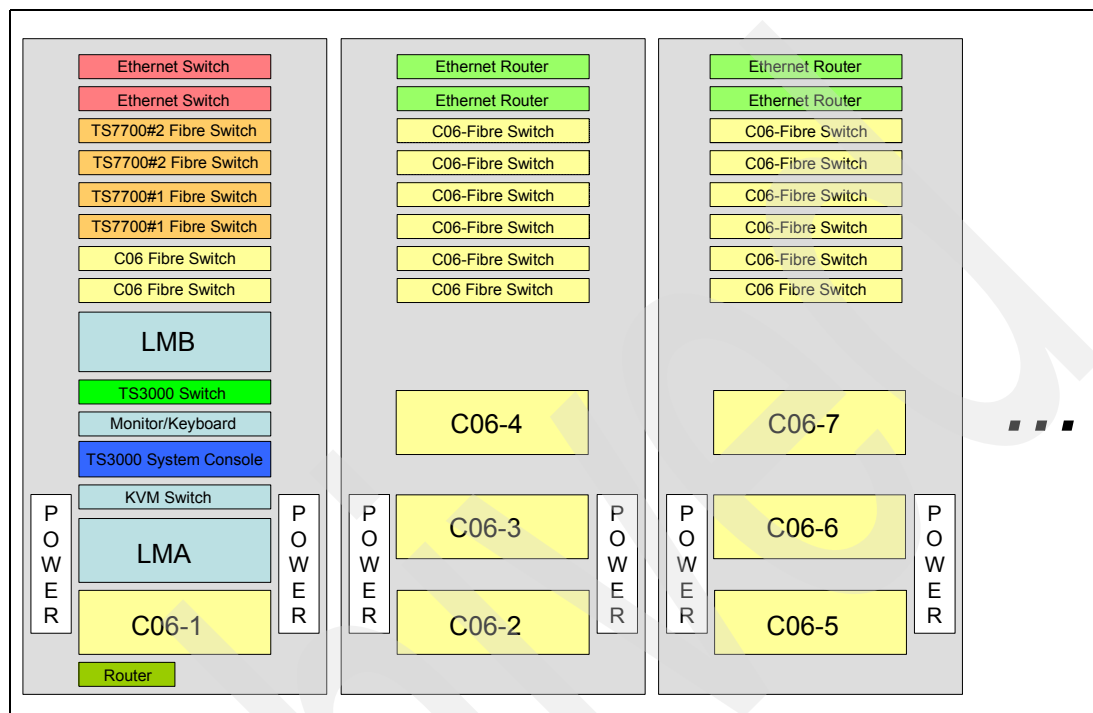 Ethernet Switch
Ethernet Switch
TS7700#2 Fibre Switch
TS7700#2 Fibre Switch
TS7700#1 Fibre Switch
TS7700#1 Fibre Switch
C06 Fibre Switch
C06 Fibre Switch
LMB
TS3000 Switch
Monitor/Keyboard
TS3000 System Console
KVM Switch
POWER
POWER
LMA
C06-1
Router
Ethernet Router
Ethernet Router
C06-Fibre Switch
C06-Fibre Switch
C06-Fibre Switch
C06-Fibre Switch
C06-Fibre Switch
C06 Fibre Switch
C06-4
POWER
POWER
C06-3
C06-2
Ethernet Router
Ethernet Router
C06-Fibre Switch
C06-Fibre Switch
C06-Fibre Switch
C06-Fibre Switch
C06-Fibre Switch
C06 Fibre Switch
C06-7
POWER
POWER
C06-6
C06-5
...